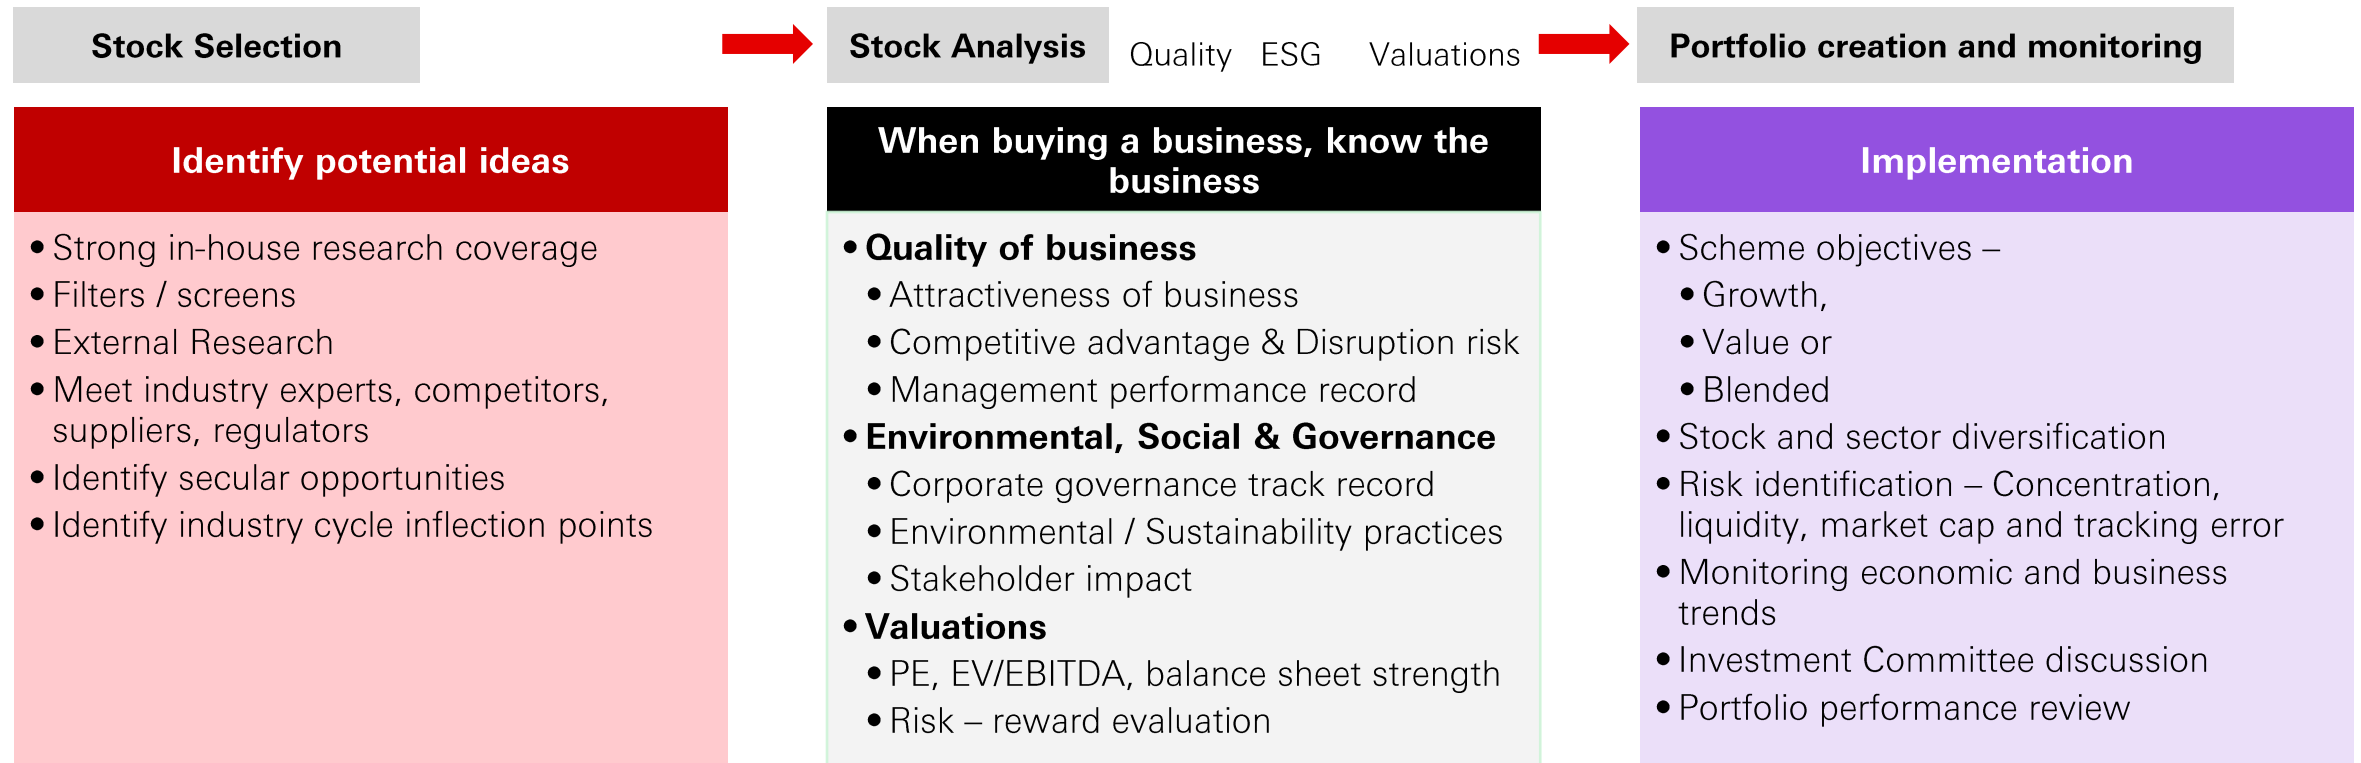 Stock Selection
Stock Analysis
Quality ESG Valuations
Portfolio creation and monitoring
Identify potential ideas
• Strong in-house research coverage
• Filters / screens
• External Research
• Meet industry experts, competitors,
suppliers, regulators
• Identify secular opportunities
• Identify industry cycle inflection points
When buying a business, know the
business
• Quality of business
• Attractiveness of business
• Competitive advantage & Disruption risk
• Management performance record
• Environmental, Social & Governance
• Corporate governance track record
• Environmental / Sustainability practices
• Stakeholder impact
• Valuations
• PE, EV/EBITDA, balance sheet strength
• Risk – reward evaluation
Implementation
• Scheme objectives –
• Growth,
• Value or
• Blended
• Stock and sector diversification
• Risk identification – Concentration,
liquidity, market cap and tracking error
• Monitoring economic and business
trends
• Investment Committee discussion
• Portfolio performance review